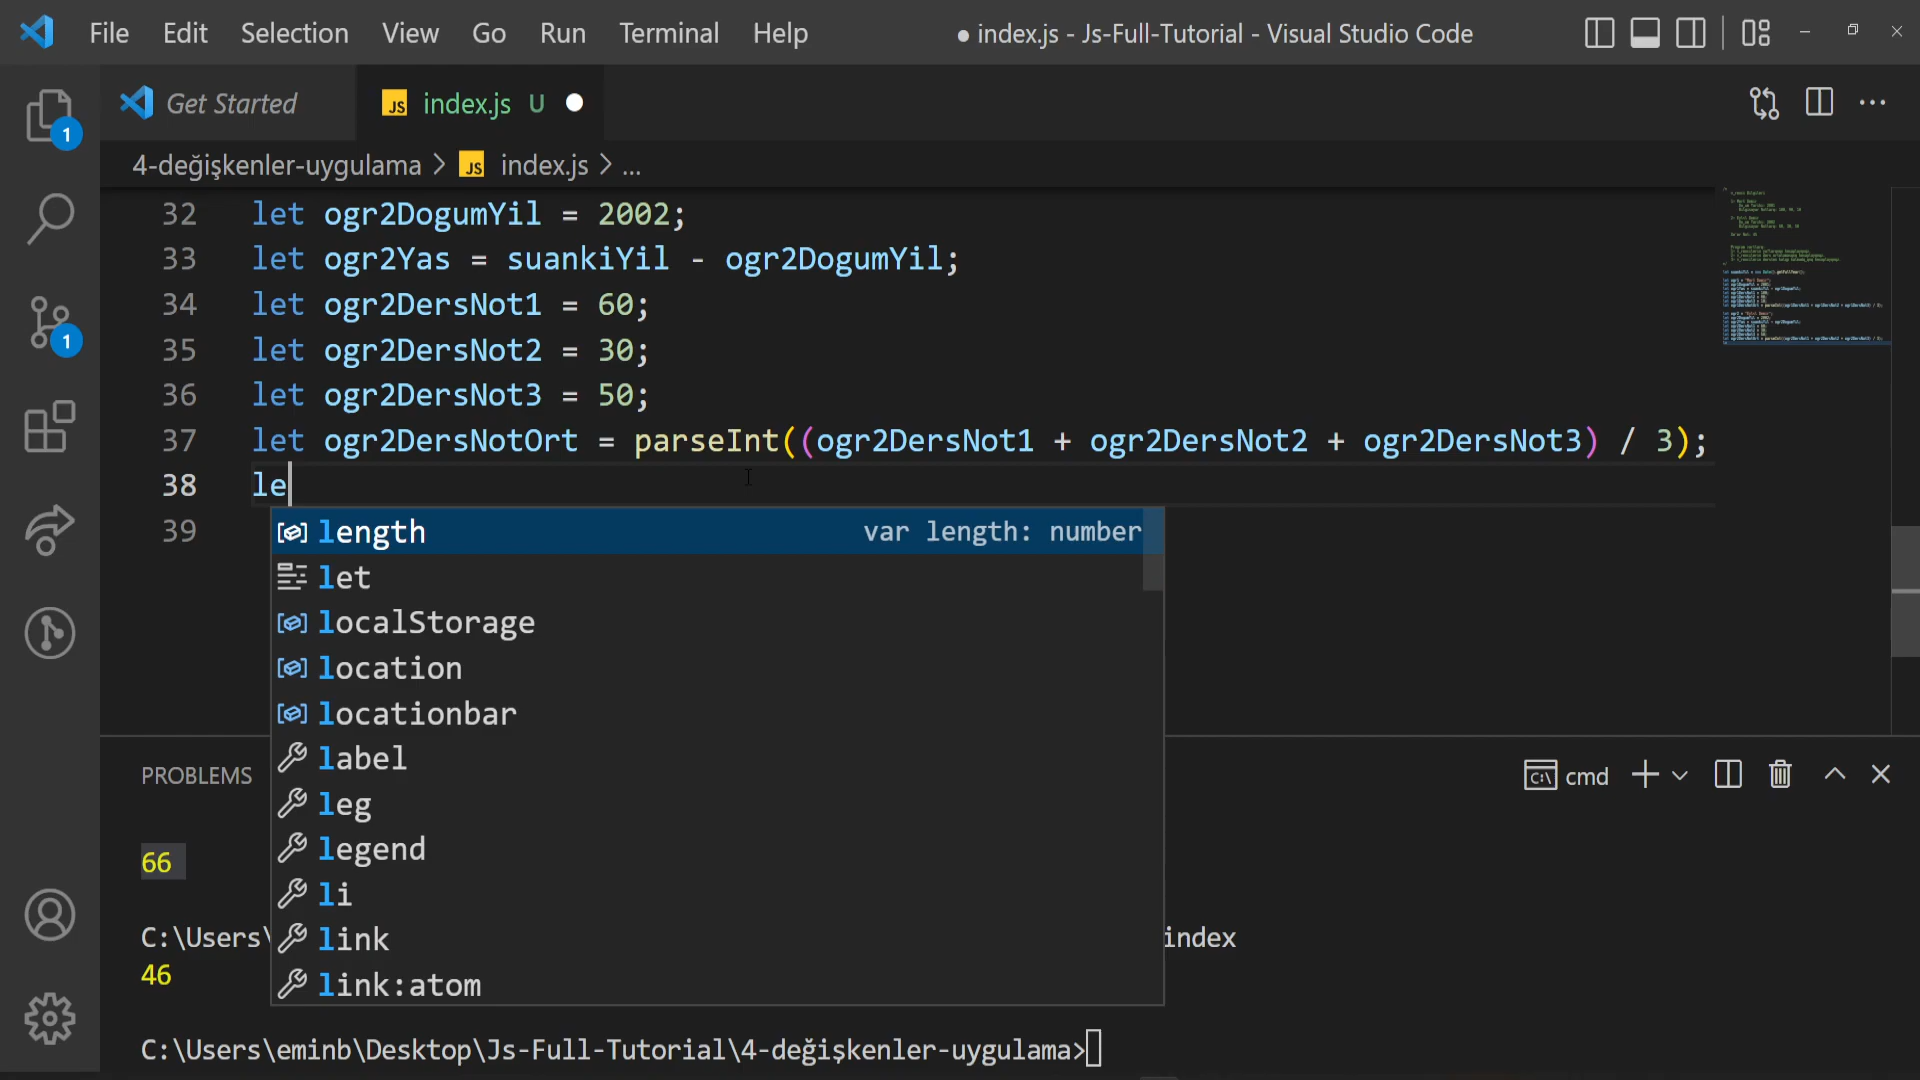 File Edit Selection View Go Run Terminal Help
● index.js - Js-Full-Tutorial - Visual Studio Code
Get Started
JS index.js U
4-değişkenler-uygulama > JS index.js > ...
32 let ogr2DogumYil = 2002;
33 let ogr2Yas = suankiYil - ogr2DogumYil;
34 let ogr2DersNot1 = 60;
35 let ogr2DersNot2 = 30;
36 let ogr2DersNot3 = 50;
37 let ogr2DersNotOrt = parseInt((ogr2DersNot1 + ogr2DersNot2 + ogr2DersNot3) / 3);
38 le
39
length var length: number
let
localStorage
location
locationbar
label
leg
legend
li
link
link:atom
1
1
PROBLEMS
cmd
66
C:\Users\
index
46
C:\Users\eminb\Desktop\Js-Full-Tutorial\4-değişkenler-uygulama>